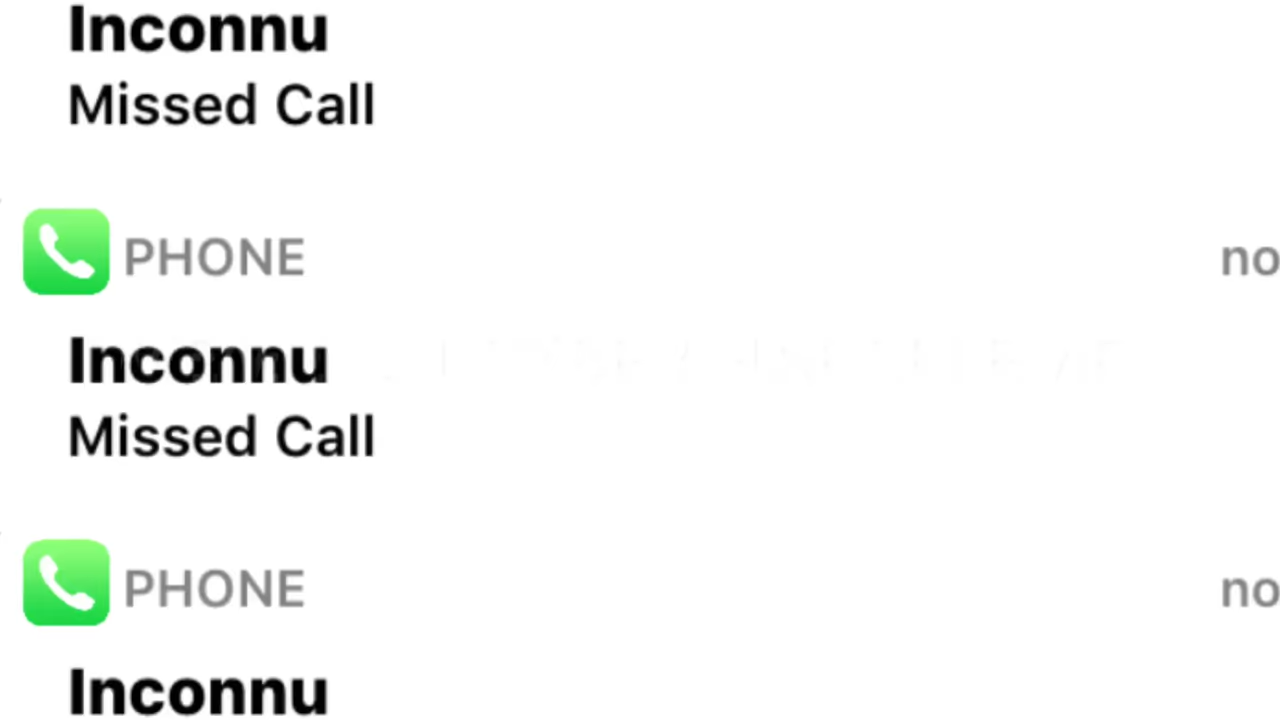 Inconnu
Missed Call
PHONE no
Inconnu
Missed Call
PHONE no
Inconnu